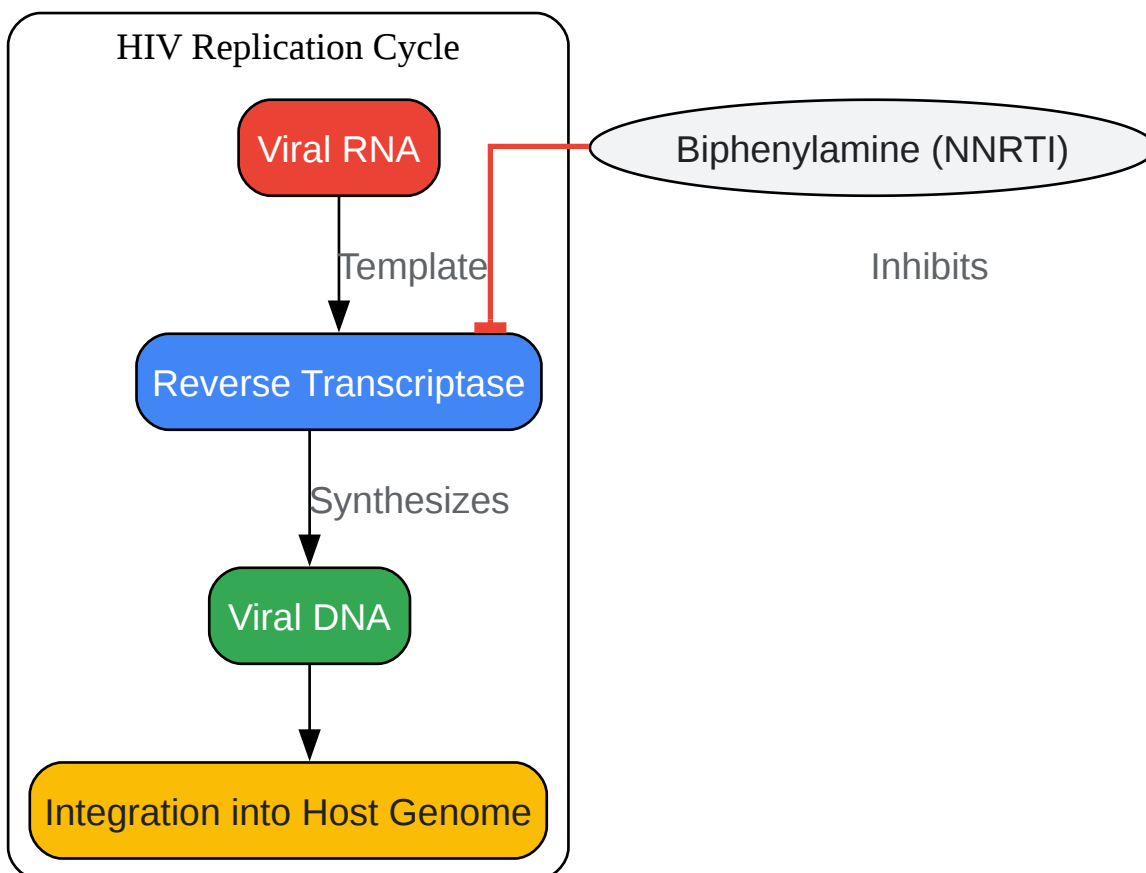 HIV Replication Cycle
Viral RNA
Biphenylamine (NNRTI)
Template
Inhibits
Reverse Transcriptase
Synthesizes
Viral DNA
Integration into Host Genome